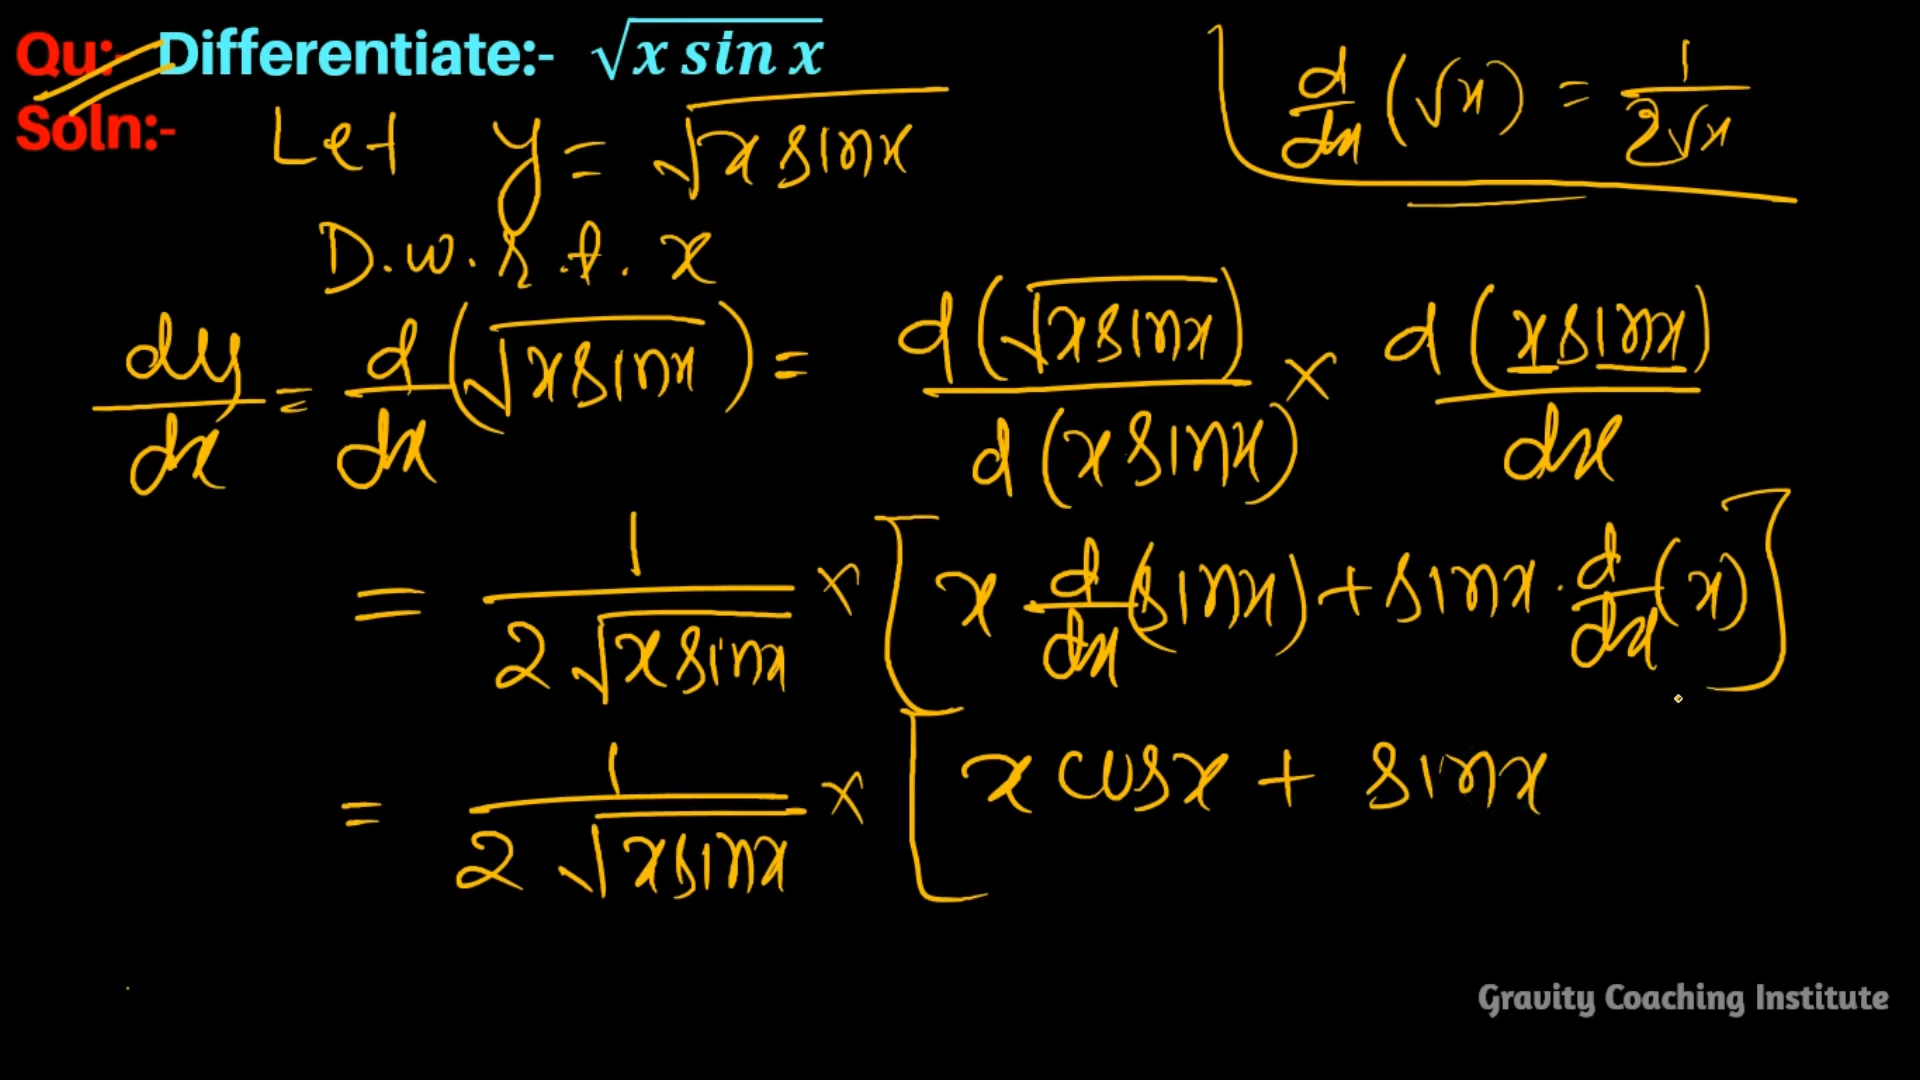 Qu:- Differentiate:- √x sin x
d/dx (√x) = 1/2√x
Soln:- Let y = √x sinx
D.w.r.t. x
dy/dx = d/dx (√x sinx) = d(√x sinx)/d(x sinx) × d(x sinx)/dx
= 1/2√x sinx × [x d/dx (sinx) + sinx . d/dx (x)]
= 1/2√x sinx × [x cosx + sinx
Gravity Coaching Institute